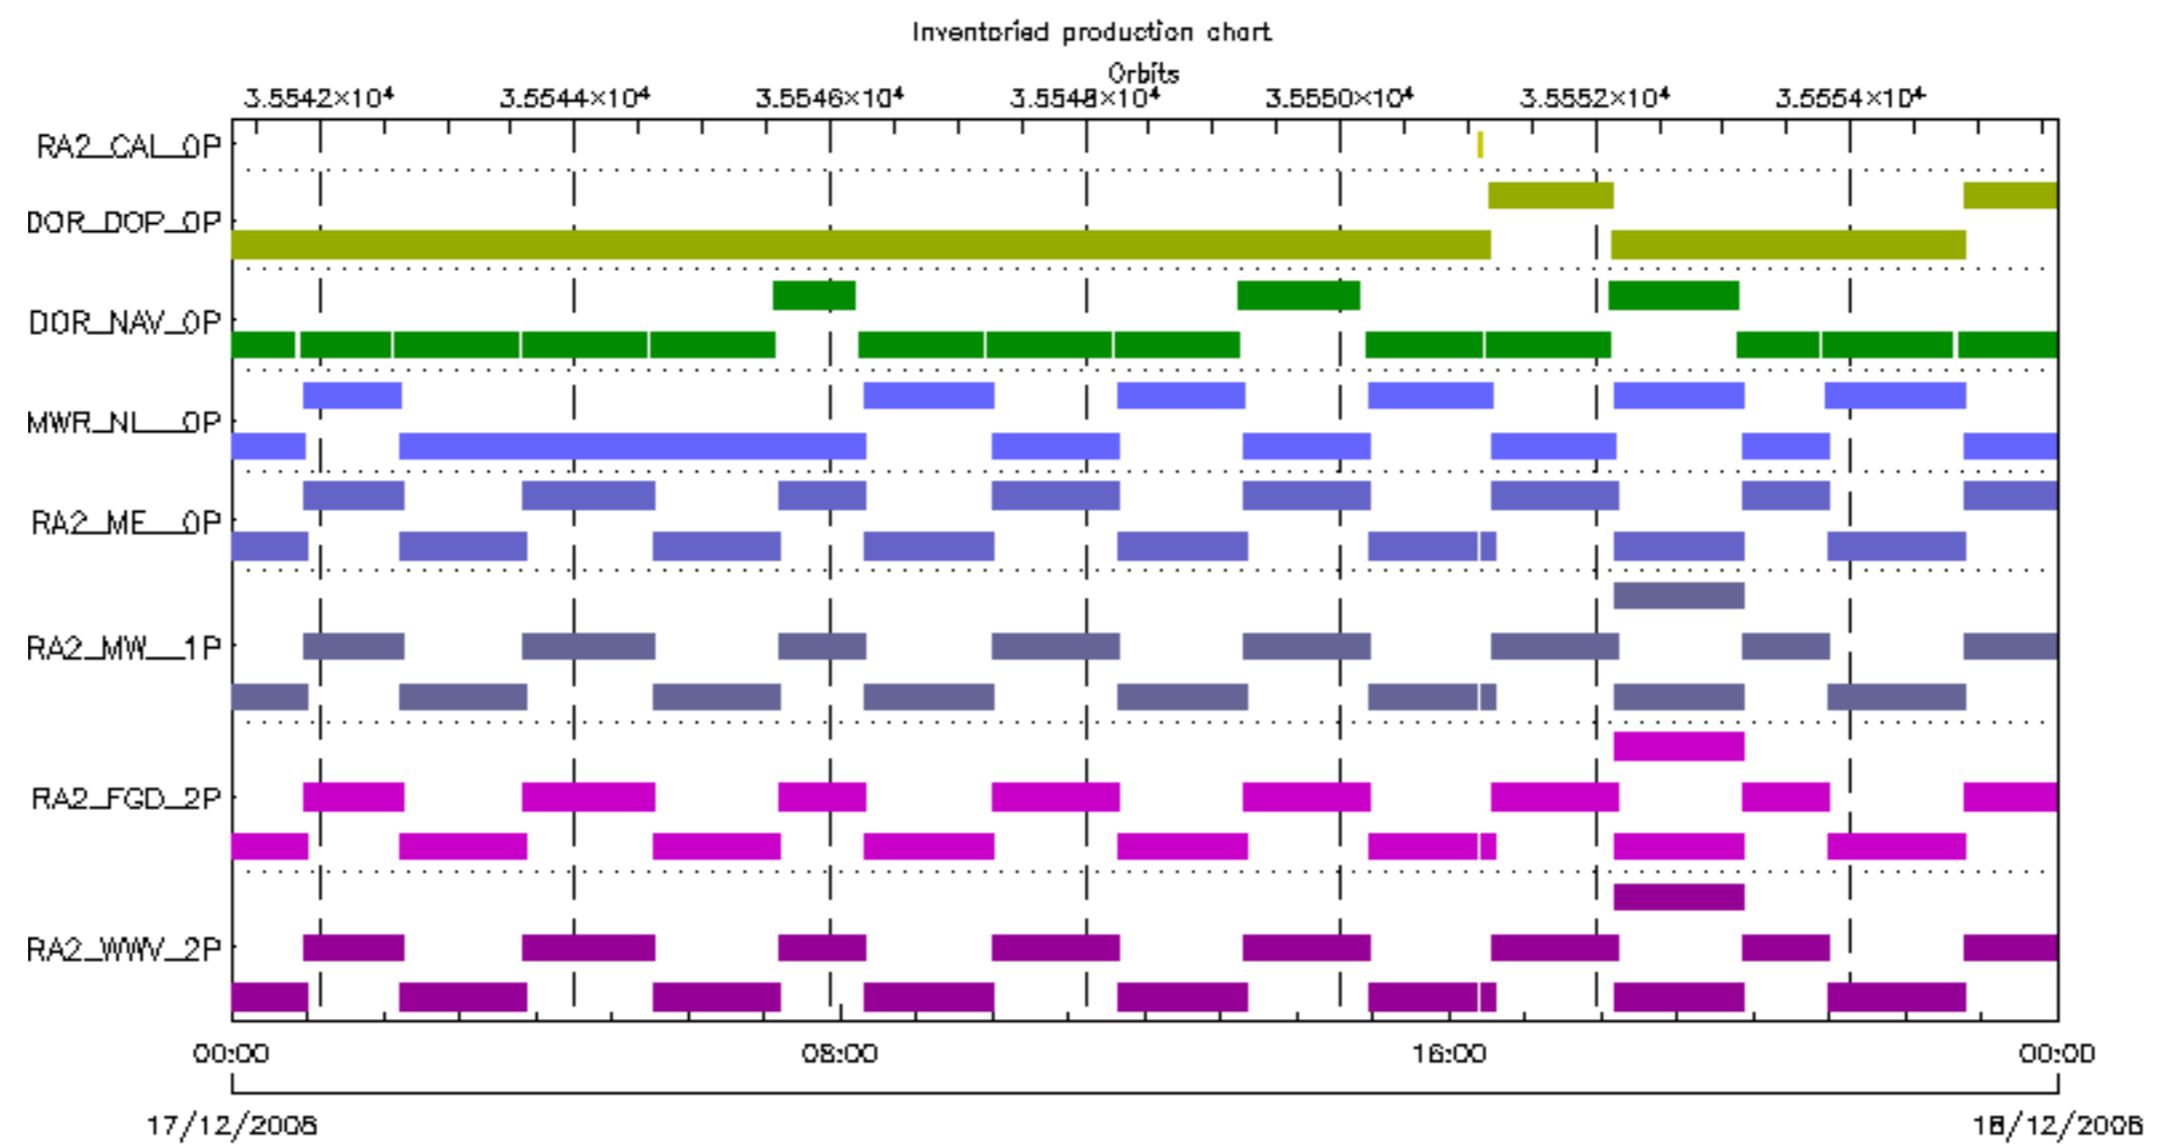 Inventoried production chart
Orbits
3.5542×10⁴ 3.5544×10⁴ 3.5546×10⁴ 3.5548×10⁴ 3.5550×10⁴ 3.5552×10⁴ 3.5554×10⁴
RA2_CAL_0P
DOR_DOP_0P
DOR_NAV_0P
MWR_NL__0P
RA2_ME__0P
RA2_MW__1P
RA2_FGD_2P
RA2_WWV_2P
00:00 08:00 16:00 00:00
17/12/2008 18/12/2008